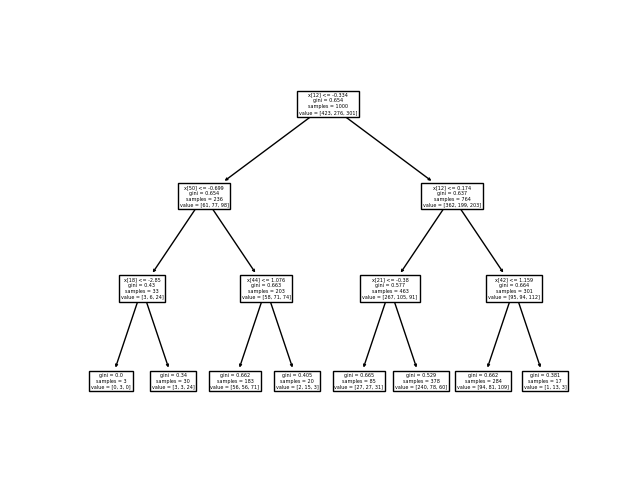 x[12] <= -0.334
gini = 0.654
samples = 1000
value = [423, 276, 301]
x[50] <= -0.699
gini = 0.654
samples = 236
value = [61, 77, 98]
x[12] <= 0.174
gini = 0.637
samples = 764
value = [362, 199, 203]
x[18] <= -2.85
gini = 0.43
samples = 33
value = [3, 6, 24]
x[44] <= 1.076
gini = 0.663
samples = 203
value = [58, 71, 74]
x[21] <= -0.38
gini = 0.577
samples = 463
value = [267, 105, 91]
x[42] <= 1.159
gini = 0.664
samples = 301
value = [95, 94, 112]
gini = 0.0
samples = 3
value = [0, 3, 0]
gini = 0.34
samples = 30
value = [3, 3, 24]
gini = 0.662
samples = 183
value = [56, 56, 71]
gini = 0.405
samples = 20
value = [2, 15, 3]
gini = 0.665
samples = 85
value = [27, 27, 31]
gini = 0.529
samples = 378
value = [240, 78, 60]
gini = 0.662
samples = 284
value = [94, 81, 109]
gini = 0.381
samples = 17
value = [1, 13, 3]